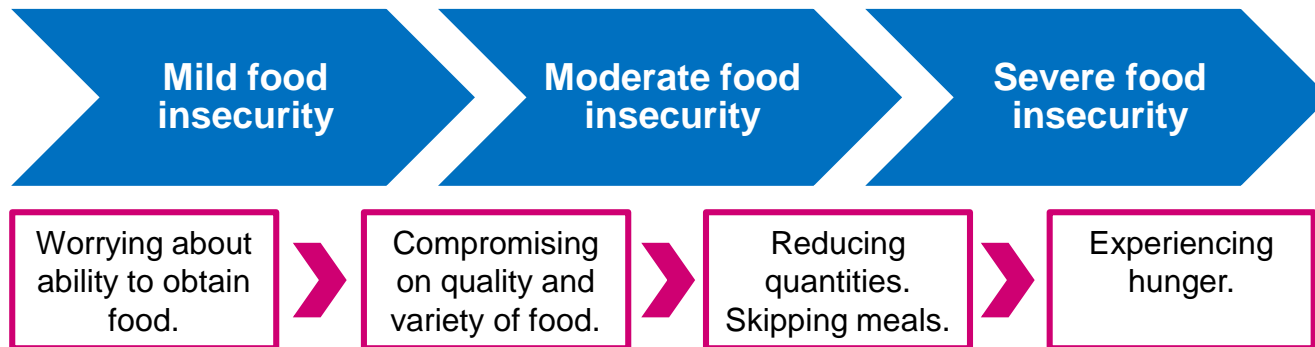 Mild food
insecurity
Moderate food
insecurity
Severe food
insecurity
Worrying about
ability to obtain
food.
Compromising
on quality and
variety of food.
Reducing
quantities.
Skipping meals.
Experiencing
hunger.